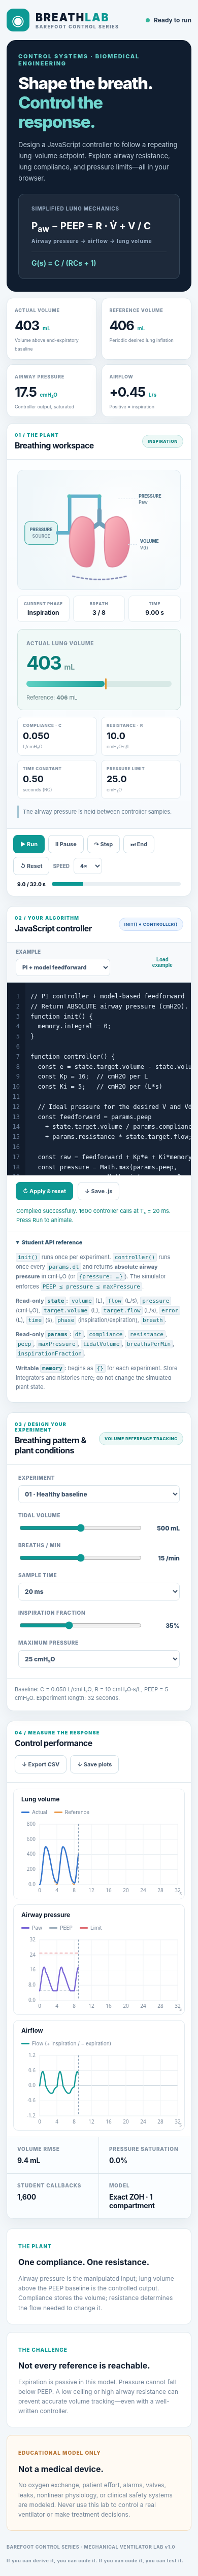 BREATHLAB
BAREFOOT CONTROL SERIES
Ready to run
CONTROL SYSTEMS · BIOMEDICAL
ENGINEERING
Shape the breath.
Control the
response.
Design a JavaScript controller to follow a repeating
lung-volume setpoint. Explore airway resistance,
lung compliance, and pressure limits—all in your
browser.
SIMPLIFIED LUNG MECHANICS
Paw − PEEP = R · V̇ + V / C
Airway pressure → airflow → lung volume
G(s) = C / (RCs + 1)
ACTUAL VOLUME
403 mL
Volume above end-expiratory
baseline
REFERENCE VOLUME
406 mL
Periodic desired lung inflation
AIRWAY PRESSURE
17.5 cmH₂O
Controller output, saturated
AIRFLOW
+0.45 L/s
Positive = inspiration
01 / THE PLANT
Breathing workspace
INSPIRATION
PRESSURE
SOURCE
PRESSURE
Paw
VOLUME
V(t)
CURRENT PHASE
Inspiration
BREATH
3 / 8
TIME
9.00 s
ACTUAL LUNG VOLUME
403 mL
Reference: 406 mL
COMPLIANCE · C
0.050
L/cmH₂O
RESISTANCE · R
10.0
cmH₂O·s/L
TIME CONSTANT
0.50
seconds (RC)
PRESSURE LIMIT
25.0
cmH₂O
The airway pressure is held between controller samples.
▶ Run
Ⅱ Pause
↷ Step
⏭ End
↺ Reset
SPEED
4×
9.0 / 32.0 s
02 / YOUR ALGORITHM
JavaScript controller
INIT() + CONTROLLER()
EXAMPLE
PI + model feedforward
Load
example
1 // PI controller + model-based feedforward
2 // Return ABSOLUTE airway pressure (cmH2O).
3 function init() {
4 memory.integral = 0;
5 }
6
7 function controller() {
8 const e = state.target.volume - state.volu
9 const Kp = 16; // cmH2O per L
10 const Ki = 5; // cmH2O per (L*s)
11
12 // Ideal pressure for the desired V and Vd
13 const feedforward = params.peep
14 + state.target.volume / params.complianc
15 + params.resistance * state.target.flow;
16
17 const raw = feedforward + Kp*e + Ki*memory
18 const pressure = Math.max(params.peep,
↻ Apply & reset
↓ Save .js
Compiled successfully. 1600 controller calls at Tₛ = 20 ms.
Press Run to animate.
▼ Student API reference
init() runs once per experiment. controller() runs
once every params.dt and returns absolute airway
pressure in cmH₂O (or {pressure: …}). The simulator
enforces PEEP ≤ pressure ≤ maxPressure.
Read-only state: volume (L), flow (L/s), pressure
(cmH₂O), target.volume (L), target.flow (L/s), error
(L), time (s), phase (inspiration/expiration), breath.
Read-only params: dt, compliance, resistance,
peep, maxPressure, tidalVolume, breathsPerMin,
inspirationFraction.
Writable memory: begins as {} for each experiment. Store
integrators and histories here; do not change the simulated
plant state.
03 / DESIGN YOUR
EXPERIMENT
Breathing pattern &
plant conditions
VOLUME REFERENCE TRACKING
EXPERIMENT
01 · Healthy baseline
TIDAL VOLUME
500 mL
BREATHS / MIN
15 /min
SAMPLE TIME
20 ms
INSPIRATION FRACTION
35%
MAXIMUM PRESSURE
25 cmH₂O
Baseline: C = 0.050 L/cmH₂O, R = 10 cmH₂O·s/L, PEEP = 5
cmH₂O. Experiment length: 32 seconds.
04 / MEASURE THE RESPONSE
Control performance
↓ Export CSV
↓ Save plots
Lung volume
Actual
Reference
800
600
400
200
0.0
0 4 8 12 16 20 24 28 32
Airway pressure
Paw
PEEP
Limit
32
24
16
8.0
0.0
0 4 8 12 16 20 24 28 32
Airflow
Flow (+ inspiration / − expiration)
1.2
0.6
0.0
-0.6
-1.2
0 4 8 12 16 20 24 28 32
VOLUME RMSE
9.4 mL
PRESSURE SATURATION
0.0%
STUDENT CALLBACKS
1,600
MODEL
Exact ZOH · 1
compartment
THE PLANT
One compliance. One resistance.
Airway pressure is the manipulated input; lung volume
above the PEEP baseline is the controlled output.
Compliance stores the volume; resistance determines
the flow needed to change it.
THE CHALLENGE
Not every reference is reachable.
Expiration is passive in this model. Pressure cannot fall
below PEEP. A low ceiling or high airway resistance can
prevent accurate volume tracking—even with a well-
written controller.
EDUCATIONAL MODEL ONLY
Not a medical device.
No oxygen exchange, patient effort, alarms, valves,
leaks, nonlinear physiology, or clinical safety systems
are modeled. Never use this lab to control a real
ventilator or make treatment decisions.
BAREFOOT CONTROL SERIES · MECHANICAL VENTILATOR LAB v1.0
If you can derive it, you can code it. If you can code it, you can test it.